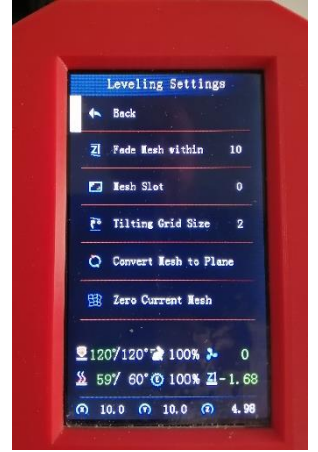 Leveling Settings
Back
Fade Mesh within 10
Mesh Slot 0
Tilting Grid Size 2
Convert Mesh to Plane
Zero Current Mesh
120°/120° 100% 0
59°/ 60° 100% Z -1.68
X 10.0 Y 10.0 Z 4.98